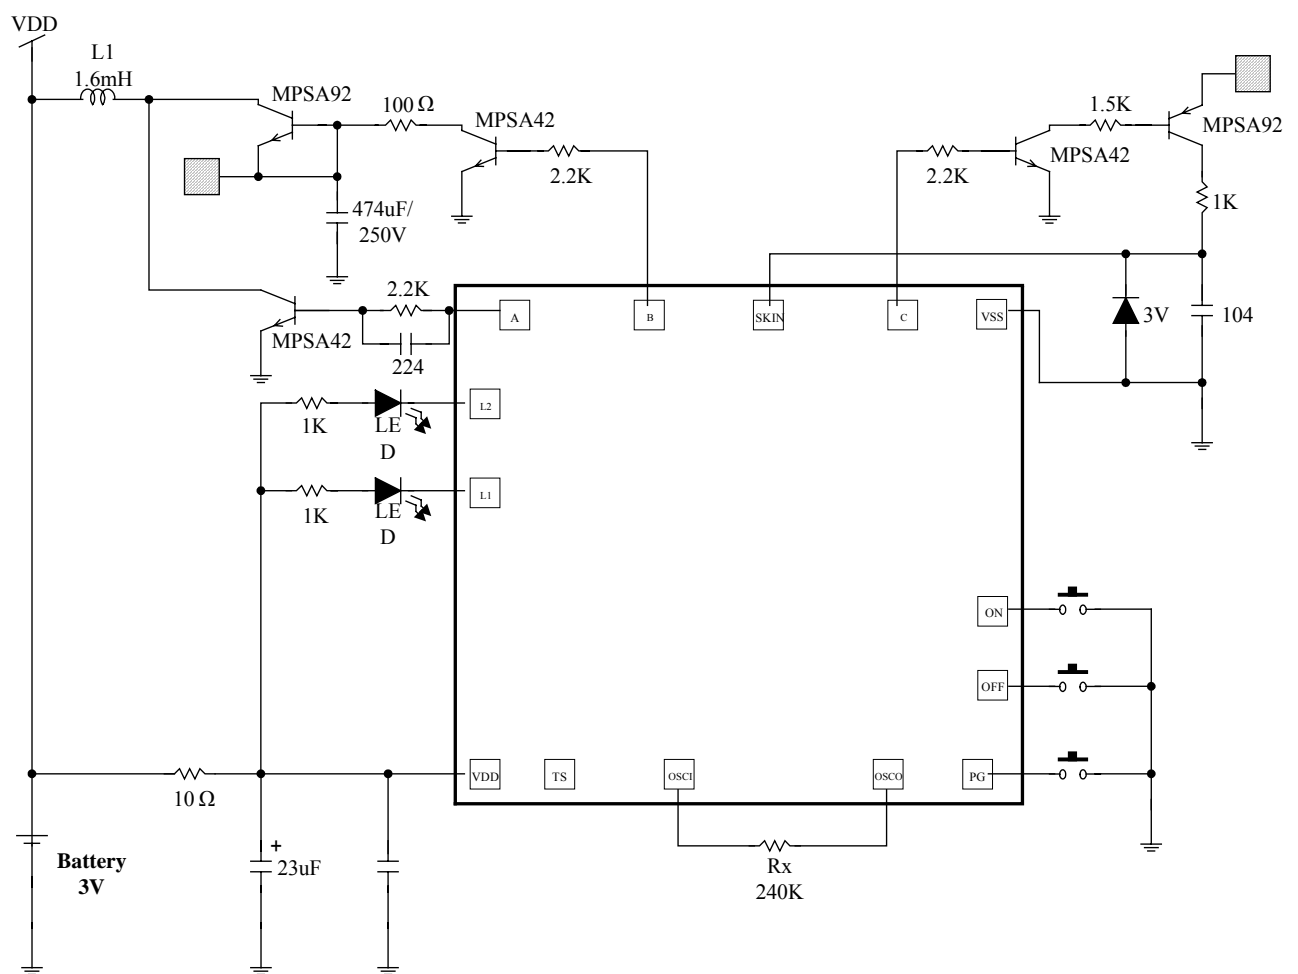 VDD
L1
1.6mH
MPSA92
100 Ω
MPSA42
2.2K
474uF/
250V
1.5K
MPSA92
MPSA42
2.2K
1K
2.2K
MPSA42
224
A
B
SKIN
C
VSS
3V
104
1K
LE
D
L2
1K
LE
D
L1
ON
OFF
VDD
TS
OSCI
OSCO
PG
10 Ω
+
23uF
Battery
3V
Rx
240K